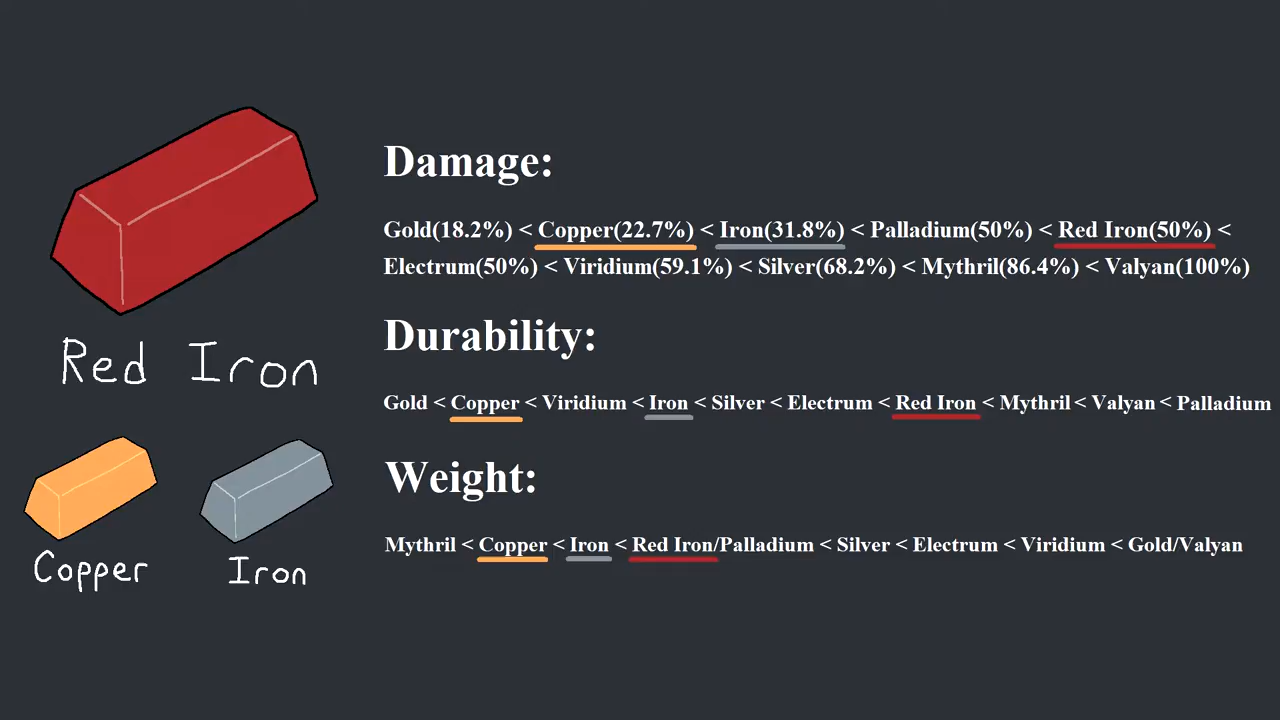 Damage:
Gold(18.2%) < Copper(22.7%) < Iron(31.8%) < Palladium(50%) < Red Iron(50%) <
Electrum(50%) < Viridium(59.1%) < Silver(68.2%) < Mythril(86.4%) < Valyan(100%)
Durability:
Gold < Copper < Viridium < Iron < Silver < Electrum < Red Iron < Mythril < Valyan < Palladium
Weight:
Mythril < Copper < Iron < Red Iron/Palladium < Silver < Electrum < Viridium < Gold/Valyan
Red Iron
Copper
Iron